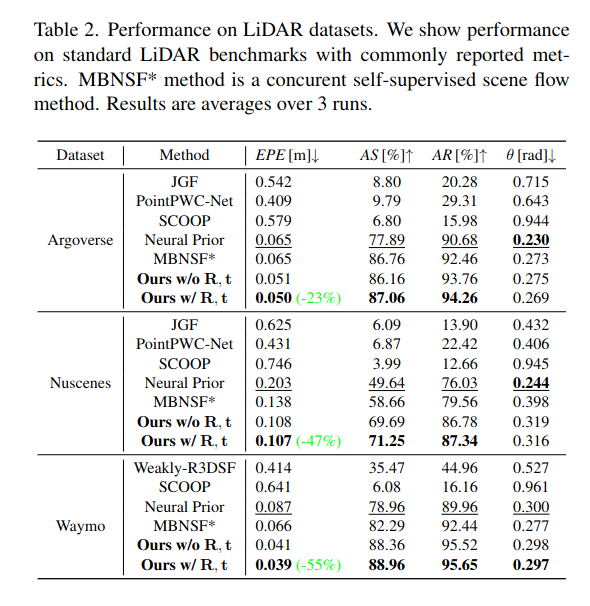 Table 2. Performance on LiDAR datasets. We show performance
on standard LiDAR benchmarks with commonly reported met-
rics. MBNSF* method is a concurent self-supervised scene flow
method. Results are averages over 3 runs.
Dataset Method EPE [m]↓ AS [%]↑ AR [%]↑ θ [rad]↓
JGF 0.542 8.80 20.28 0.715
PointPWC-Net 0.409 9.79 29.31 0.643
SCOOP 0.579 6.80 15.98 0.944
Argoverse Neural Prior 0.065 77.89 90.68 0.230
MBNSF* 0.065 86.76 92.46 0.273
Ours w/o R, t 0.051 86.16 93.76 0.275
Ours w/ R, t 0.050 (-23%) 87.06 94.26 0.269
JGF 0.625 6.09 13.90 0.432
PointPWC-Net 0.431 6.87 22.42 0.406
SCOOP 0.746 3.99 12.66 0.945
Nuscenes Neural Prior 0.203 49.64 76.03 0.244
MBNSF* 0.138 58.66 79.56 0.398
Ours w/o R, t 0.108 69.69 86.78 0.319
Ours w/ R, t 0.107 (-47%) 71.25 87.34 0.316
Weakly-R3DSF 0.414 35.47 44.96 0.527
SCOOP 0.641 6.08 16.16 0.961
Neural Prior 0.087 78.96 89.96 0.300
Waymo MBNSF* 0.066 82.29 92.44 0.277
Ours w/o R, t 0.041 88.36 95.52 0.298
Ours w/ R, t 0.039 (-55%) 88.96 95.65 0.297